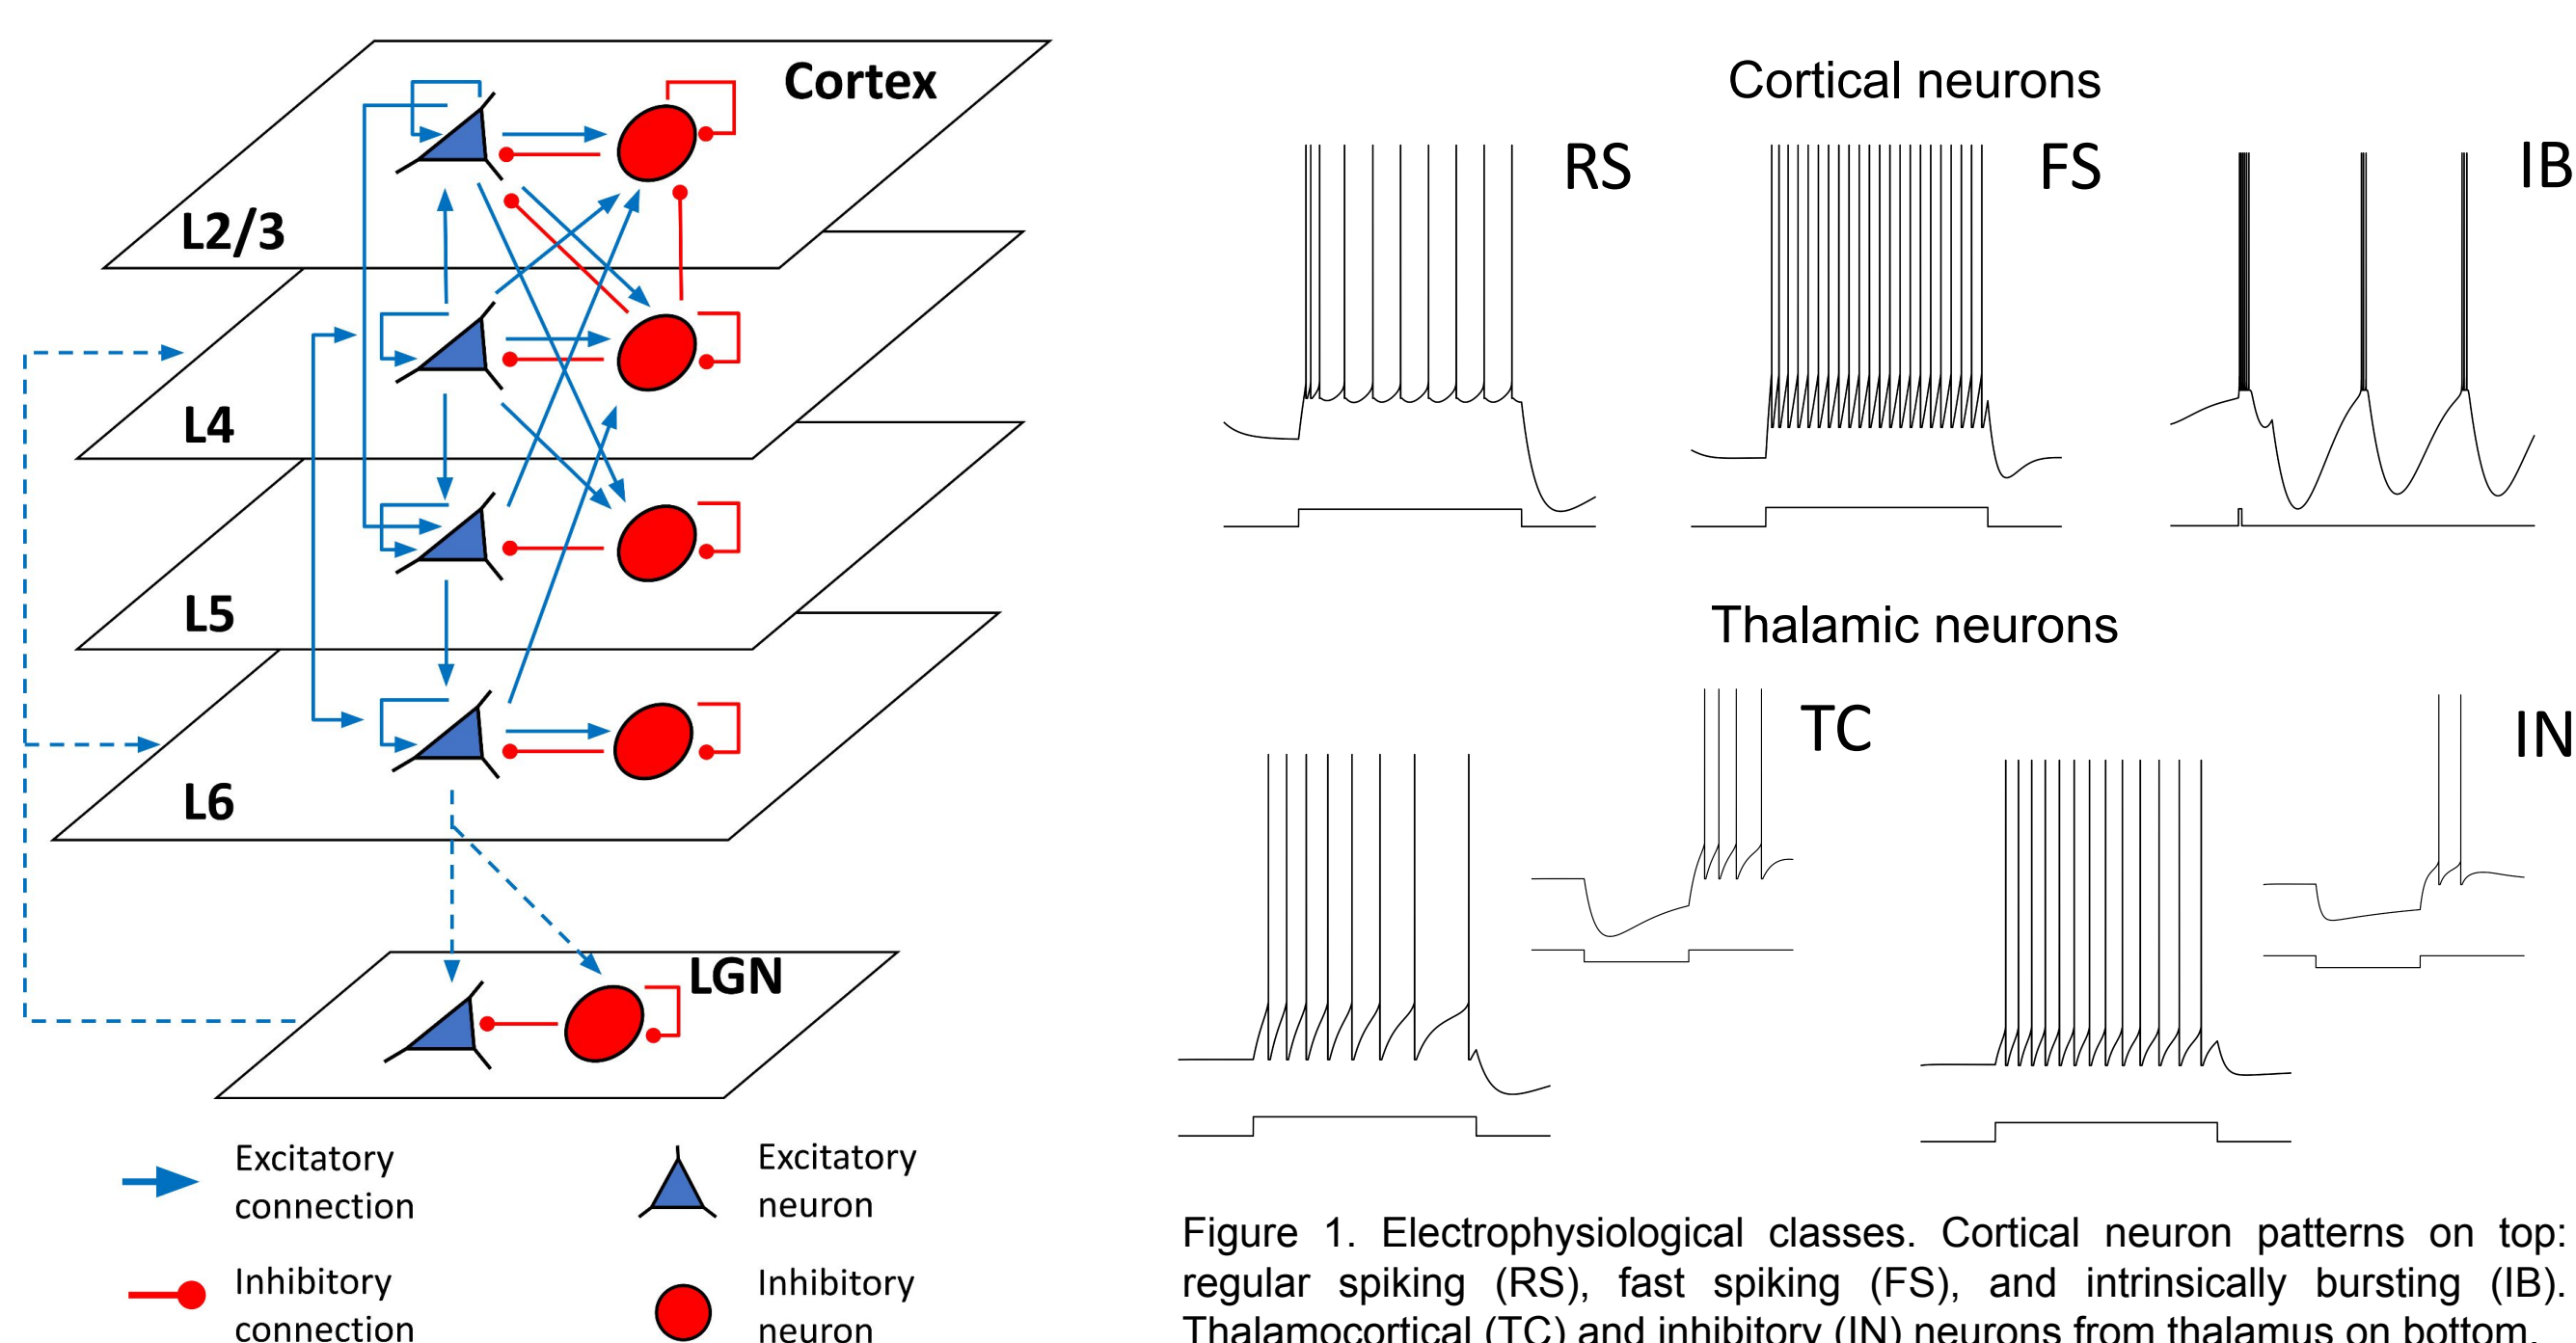 Cortex
L2/3
L4
L5
L6
LGN
Excitatory
connection
Excitatory
neuron
Inhibitory
connection
Inhibitory
neuron
Cortical neurons
RS
FS
IB
Thalamic neurons
TC
IN
Figure 1. Electrophysiological classes. Cortical neuron patterns on top:
regular spiking (RS), fast spiking (FS), and intrinsically bursting (IB).
Thalamocortical (TC) and inhibitory (IN) neurons from thalamus on bottom.